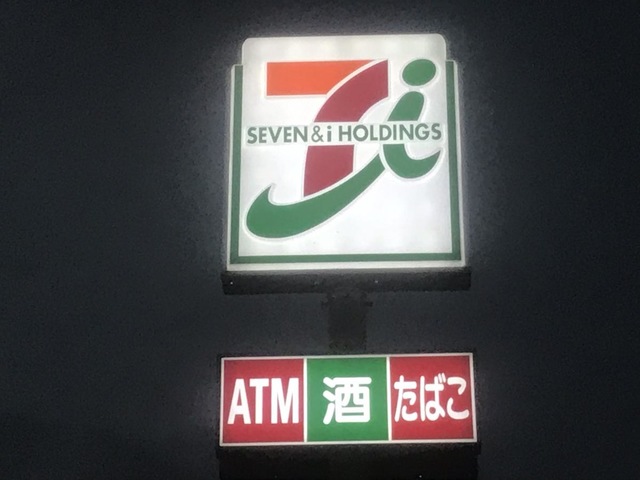 SEVEN & i HOLDINGS
ATM 酒 たばこ